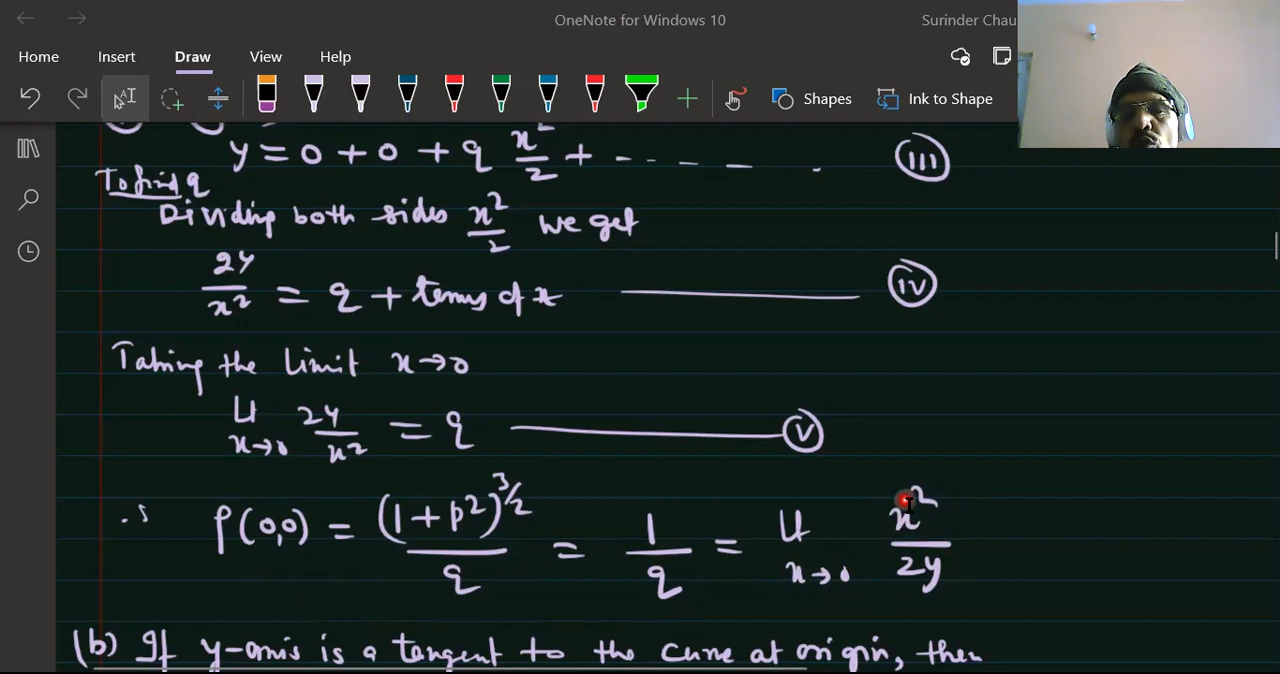 OneNote for Windows 10
Surinder Chau
Home Insert Draw View Help
Shapes Ink to Shape
y = 0 + 0 + q x²/2 + - - - - . (iii)
To find q
Dividing both sides x²/2 we get
2y/x² = q + terms of x ——— (iv)
Taking the limit x→0
Lt x→0 2y/x² = q ——— (v)
∴ ρ(0,0) = (1+p²)^3/2 / q = 1/q = Lt x→0 x²/2y
(b) If y-axis is a tangent to the curve at origin, then